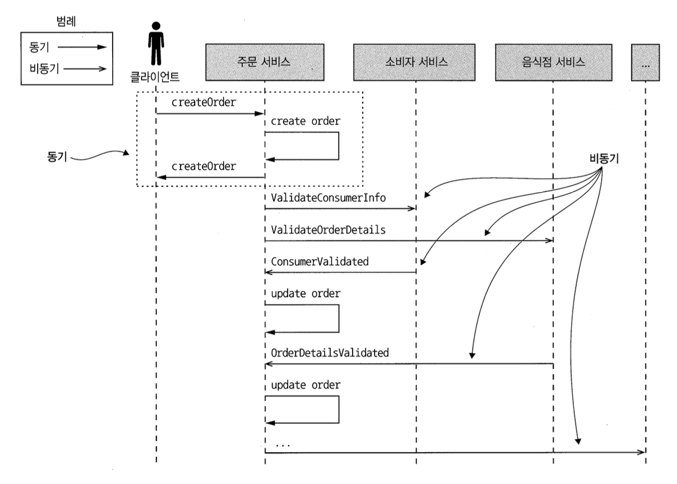 범례
동기
비동기
클라이언트
주문 서비스
소비자 서비스
음식점 서비스
...
createOrder
create order
동기
createOrder
비동기
ValidateConsumerInfo
ValidateOrderDetails
ConsumerValidated
update order
OrderDetailsValidated
update order
...